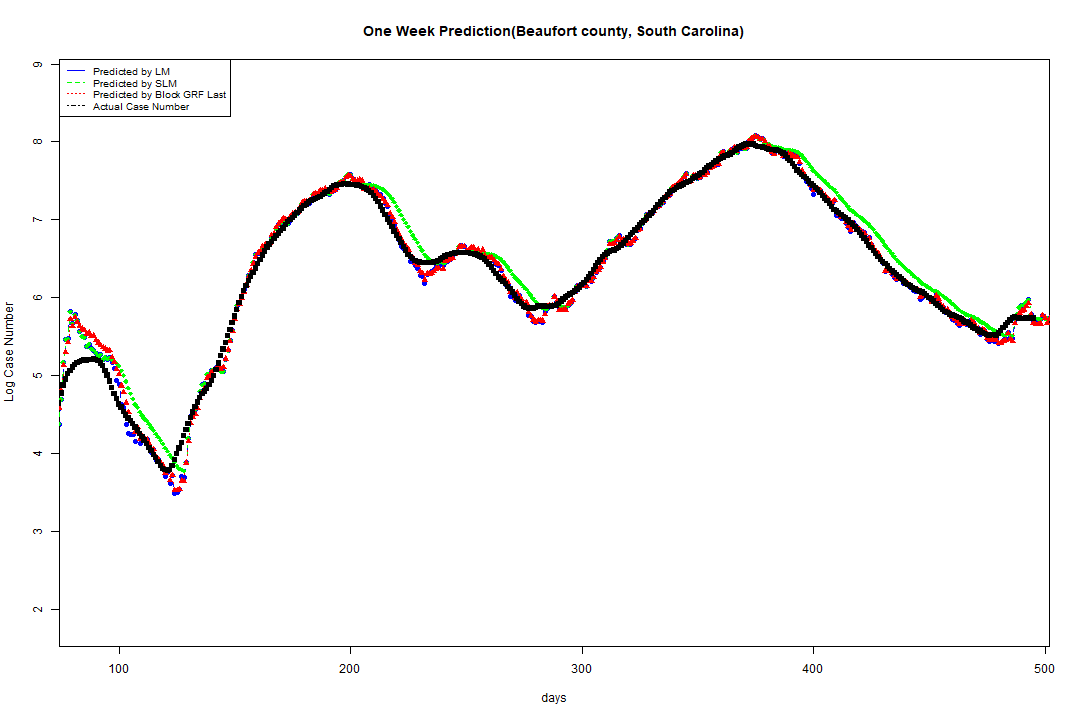 One Week Prediction(Beaufort county, South Carolina)
Predicted by LM
Predicted by SLM
Predicted by Block GRF Last
Actual Case Number
Log Case Number
9
8
7
6
5
4
3
2
100 200 300 400 500
days